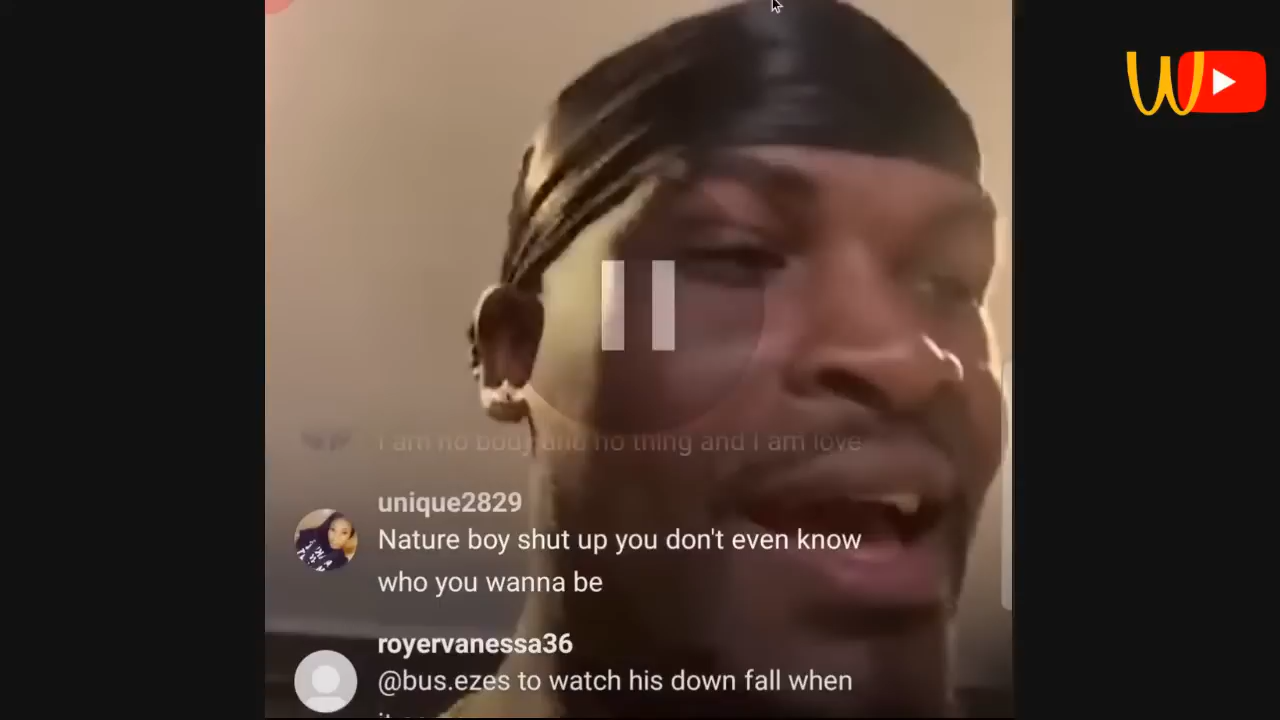 I am no body and no thing and I am love
unique2829
Nature boy shut up you don't even know
who you wanna be
royervanessa36
@bus.ezes to watch his down fall when